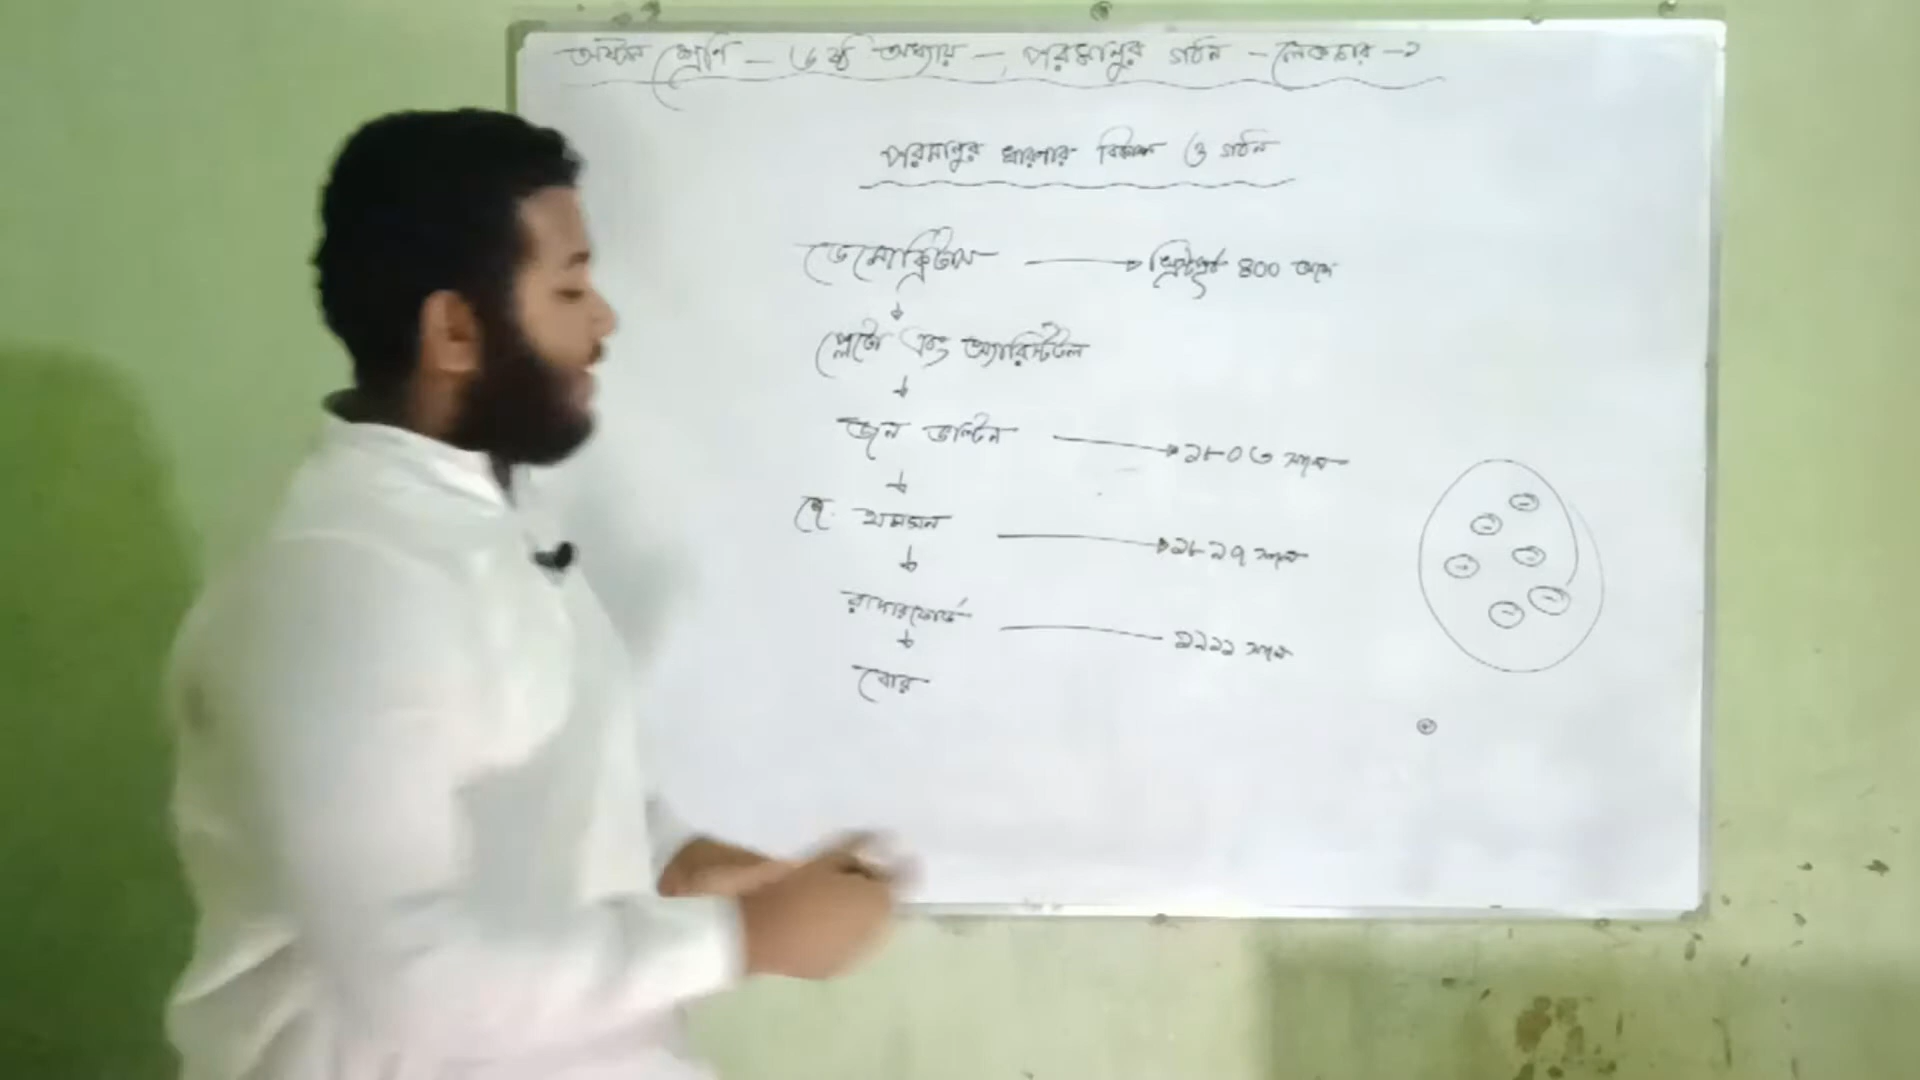 অষ্টম শ্রেণি – ৬ষ্ঠ অধ্যায় – পরমাণুর গঠন – লেকচার – ১
পরমাণুর ধারণার বিকাশ ও গঠন
ডেমোক্রিটাস → খ্রিস্টপূর্ব ৪০০ অব্দে
প্লেটো এবং অ্যারিস্টটল
জন ডাল্টন → ১৮০৩ সালে
জে. থমসন → ১৮৯৭ সালে
রাদারফোর্ড — ১৯১১ সালে
বোর